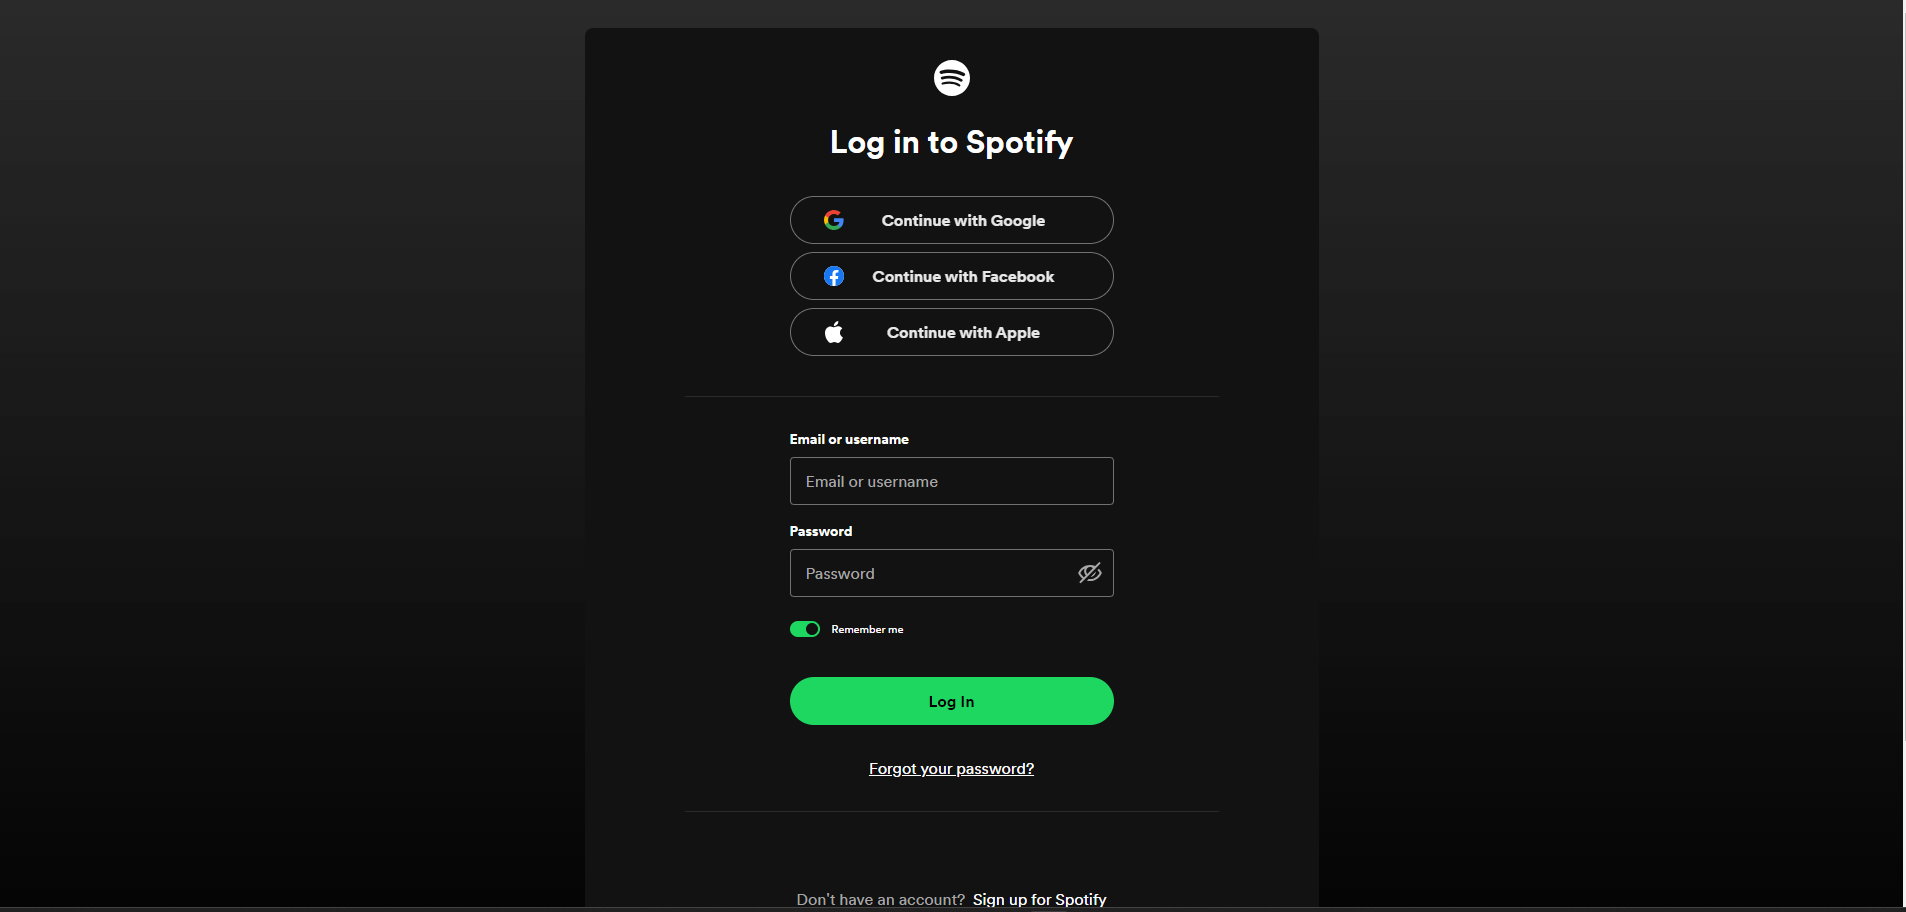 Log in to Spotify
Continue with Google
Continue with Facebook
Continue with Apple
Email or username
Email or username
Password
Password
Remember me
Log In
Forgot your password?
Don't have an account? Sign up for Spotify